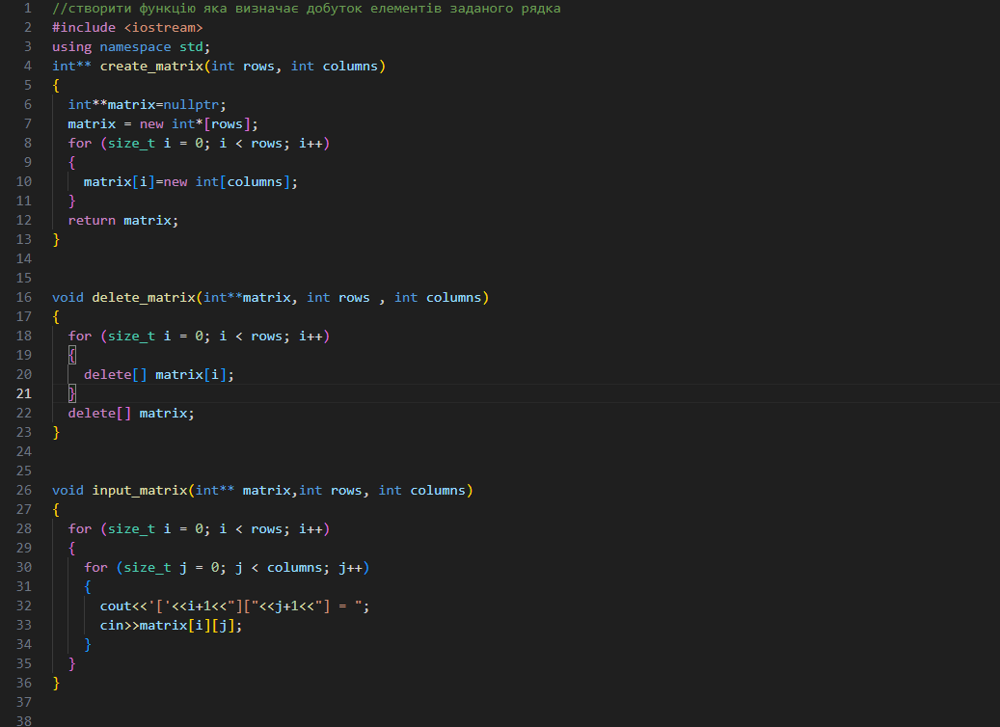 1 //створити функцію яка визначає добуток елементів заданого рядка
2 #include <iostream>
3 using namespace std;
4 int** create_matrix(int rows, int columns)
5 {
6   int**matrix=nullptr;
7   matrix = new int*[rows];
8   for (size_t i = 0; i < rows; i++)
9   {
10     matrix[i]=new int[columns];
11   }
12   return matrix;
13 }
14
15
16 void delete_matrix(int**matrix, int rows , int columns)
17 {
18   for (size_t i = 0; i < rows; i++)
19   {
20     delete[] matrix[i];
21   }
22   delete[] matrix;
23 }
24
25
26 void input_matrix(int** matrix,int rows, int columns)
27 {
28   for (size_t i = 0; i < rows; i++)
29   {
30     for (size_t j = 0; j < columns; j++)
31     {
32       cout<<'['<<i+1<<"]["<<j+1<<"] = ";
33       cin>>matrix[i][j];
34     }
35   }
36 }
37
38